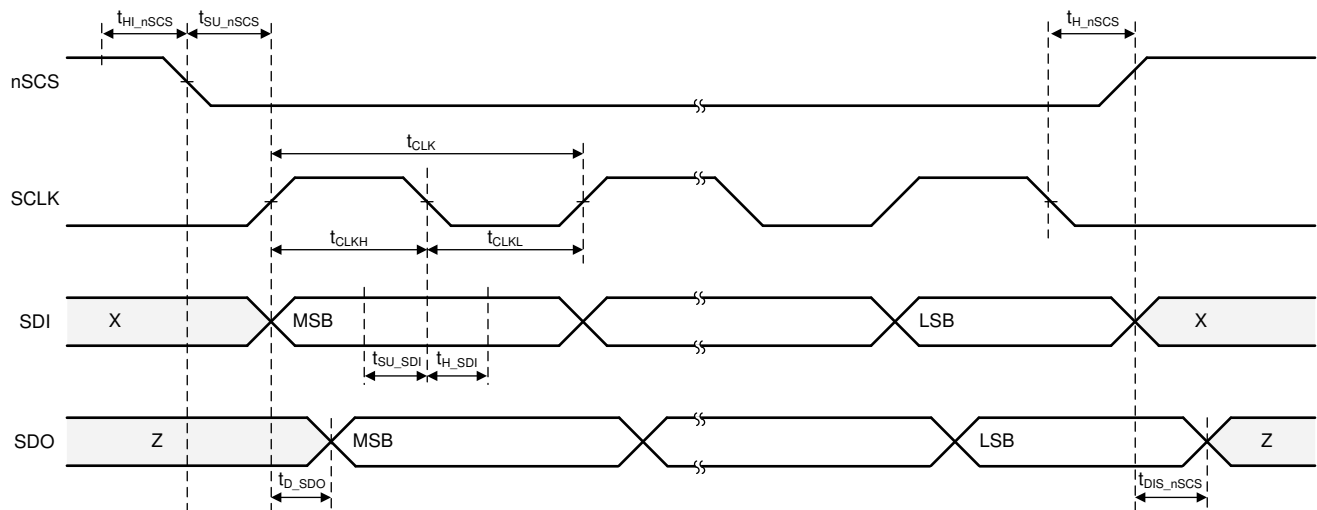 tHI_nSCS tSU_nSCS tH_nSCS
nSCS
tCLK
SCLK
tCLKH tCLKL
SDI X MSB LSB X
tSU_SDI tH_SDI
SDO Z MSB LSB Z
tD_SDO tDIS_nSCS